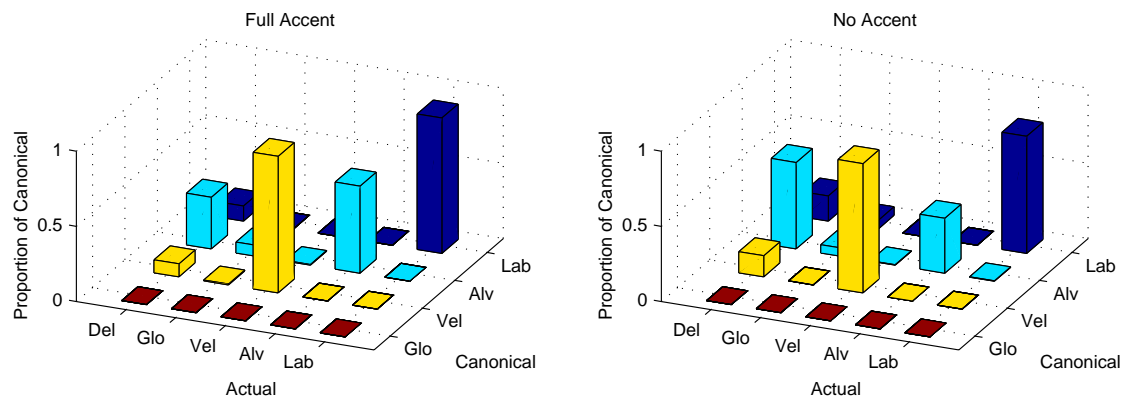 Full Accent
1
0.5
0
Proportion of Canonical
Del
Glo
Vel
Alv
Lab
Actual
Glo
Vel
Alv
Lab
Canonical
No Accent
1
0.5
0
Proportion of Canonical
Del
Glo
Vel
Alv
Lab
Actual
Glo
Vel
Alv
Lab
Canonical